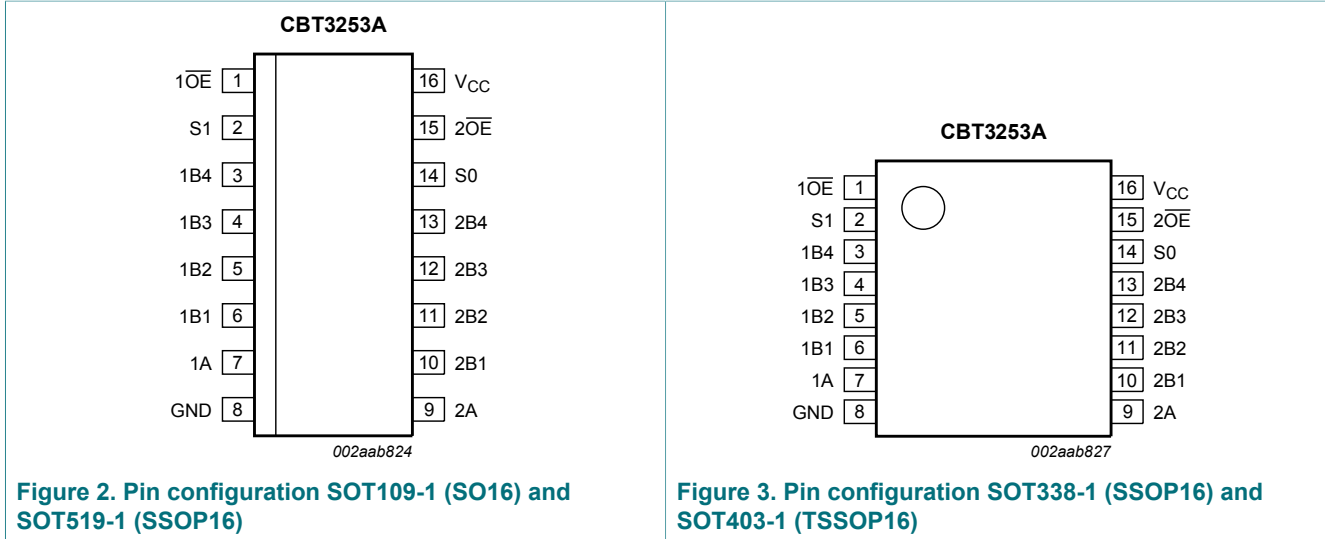 CBT3253A
1OE 1 16 VCC
S1 2 15 2OE
1B4 3 14 S0
1B3 4 13 2B4
1B2 5 12 2B3
1B1 6 11 2B2
1A 7 10 2B1
GND 8 9 2A
002aab824
Figure 2. Pin configuration SOT109-1 (SO16) and
SOT519-1 (SSOP16)
CBT3253A
1OE 1 16 VCC
S1 2 15 2OE
1B4 3 14 S0
1B3 4 13 2B4
1B2 5 12 2B3
1B1 6 11 2B2
1A 7 10 2B1
GND 8 9 2A
002aab827
Figure 3. Pin configuration SOT338-1 (SSOP16) and
SOT403-1 (TSSOP16)